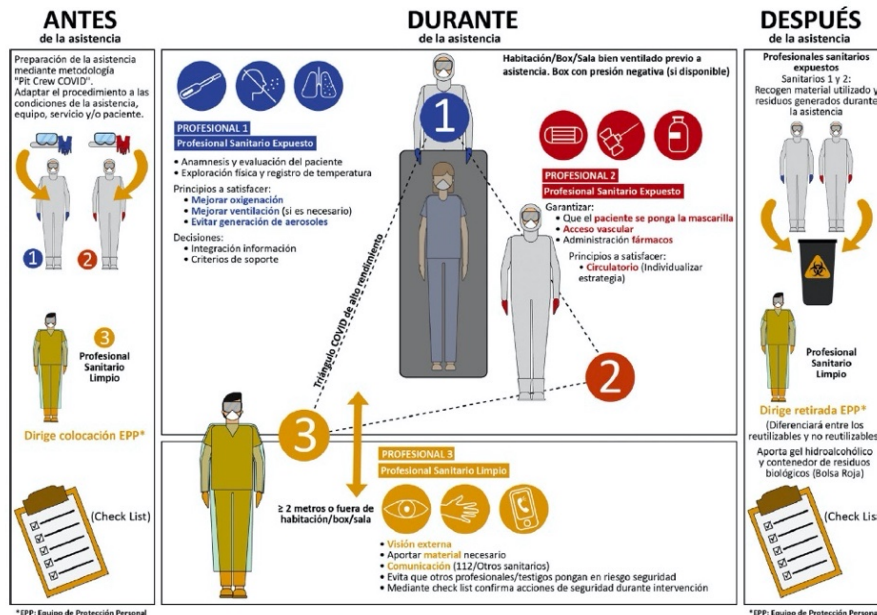 ANTES
de la asistencia
Preparación de la asistencia
mediante metodología
"Pit Crew COVID".
Adaptar el procedimiento a las
condiciones de la asistencia,
equipo, servicio y/o paciente.
1
2
3
Profesional
Sanitario
Limpio
Dirige colocación EPP*
(Check List)
*EPP: Equipo de Protección Personal
DURANTE
de la asistencia
Habitación/Box/Sala bien ventilado previo a
asistencia. Box con presión negativa (si disponible)
1
PROFESIONAL 1
Profesional Sanitario Expuesto
• Anamnesis y evaluación del paciente
• Exploración física y registro de temperatura
Principios a satisfacer:
• Mejorar oxigenación
• Mejorar ventilación (si es necesario)
• Evitar generación de aerosoles
Decisiones:
• Integración información
• Criterios de soporte
Triángulo COVID de alto rendimiento
PROFESIONAL 2
Profesional Sanitario Expuesto
Garantizar:
• Que el paciente se ponga la mascarilla
• Acceso vascular
• Administración fármacos
Principios a satisfacer:
• Circulatorio (Individualizar
estrategia)
2
3
≥ 2 metros o fuera de
habitación/box/sala
PROFESIONAL 3
Profesional Sanitario Limpio
• Visión externa
• Aportar material necesario
• Comunicación (112/Otros sanitarios)
• Evita que otros profesionales/testigos pongan en riesgo seguridad
• Mediante check list confirma acciones de seguridad durante intervención
DESPUÉS
de la asistencia
Profesionales sanitarios
expuestos
Sanitarios 1 y 2:
Recogen material utilizado y
residuos generados durante
la asistencia
Profesional
Sanitario
Limpio
Dirige retirada EPP*
(Diferenciará entre los
reutilizables y no reutilizables)
Aporta gel hidroalcohólico
y contenedor de residuos
biológicos (Bolsa Roja)
(Check List)
*EPP: Equipo de Protección Personal